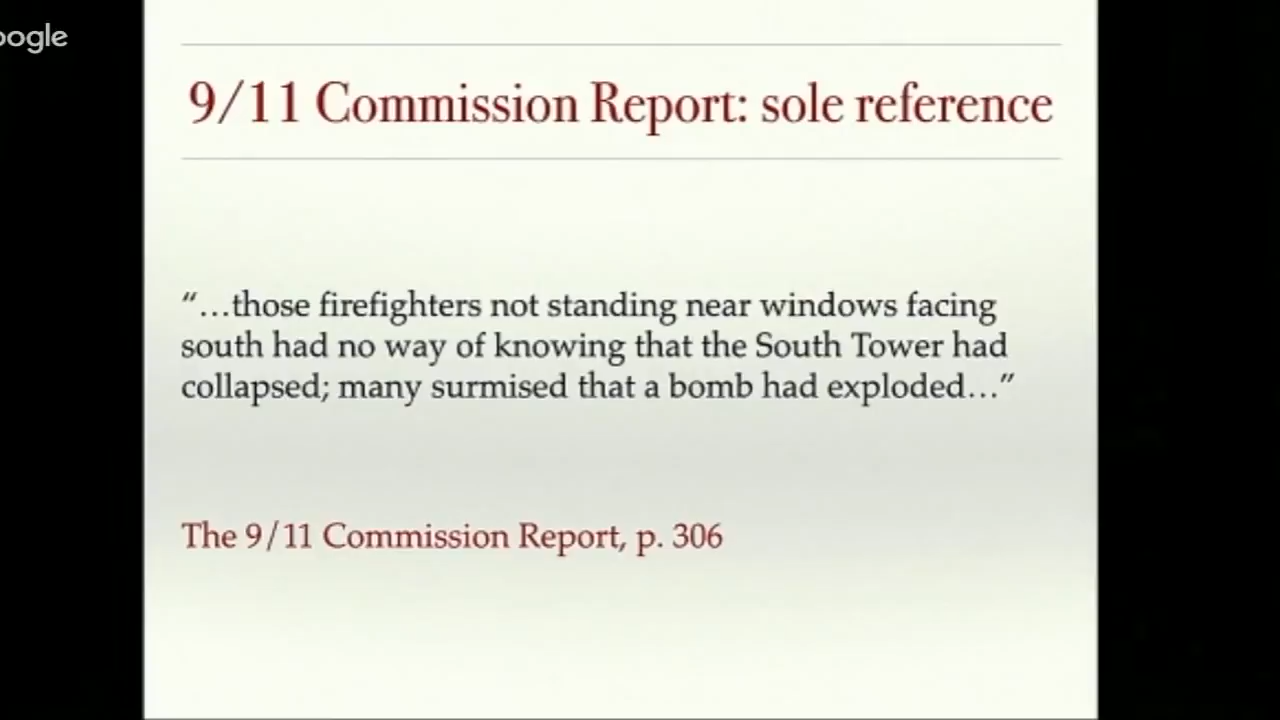 oogle
9/11 Commission Report: sole reference
“…those firefighters not standing near windows facing
south had no way of knowing that the South Tower had
collapsed; many surmised that a bomb had exploded…”
The 9/11 Commission Report, p. 306